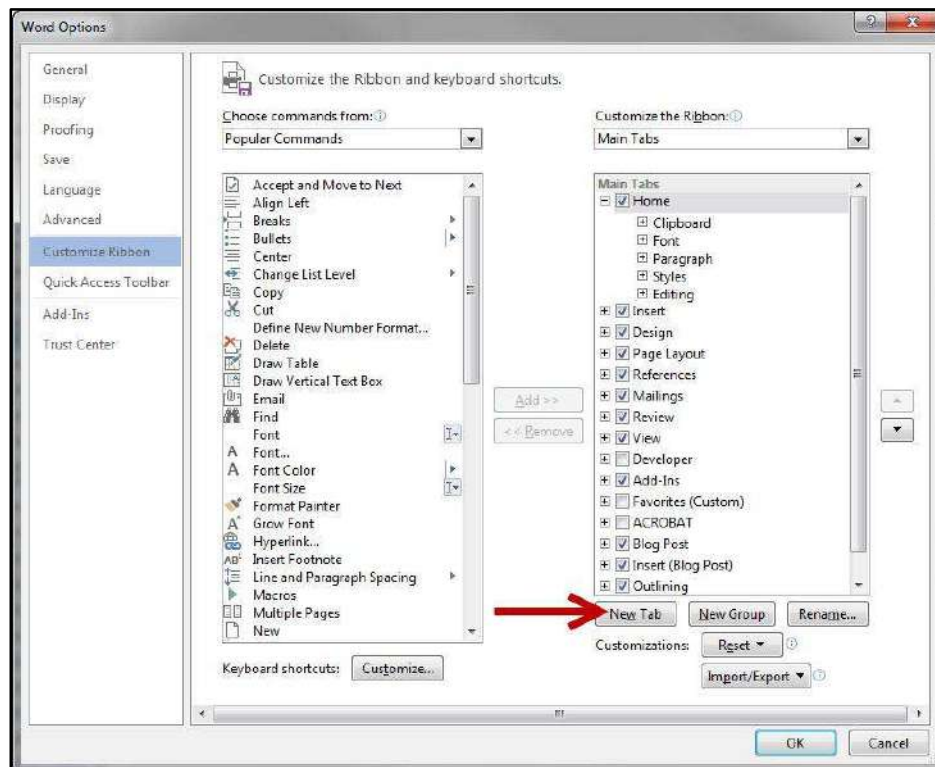 Word Options
General
Display
Proofing
Save
Language
Advanced
Customize Ribbon
Quick Access Toolbar
Add-Ins
Trust Center
Customize the Ribbon and keyboard shortcuts.
Choose commands from:
Popular Commands
Accept and Move to Next
Align Left
Breaks
Bullets
Center
Change List Level
Copy
Cut
Define New Number Format...
Delete
Draw Table
Draw Vertical Text Box
Email
Find
Font
Font...
Font Color
Font Size
Format Painter
Grow Font
Hyperlink...
Insert Footnote
Line and Paragraph Spacing
Macros
Multiple Pages
New
Keyboard shortcuts: Customize...
Add >>
<< Remove
Customize the Ribbon:
Main Tabs
Main Tabs
Home
Clipboard
Font
Paragraph
Styles
Editing
Insert
Design
Page Layout
References
Mailings
Review
View
Developer
Add-Ins
Favorites (Custom)
ACROBAT
Blog Post
Insert (Blog Post)
Outlining
New Tab New Group Rename...
Customizations: Reset
Import/Export
OK Cancel